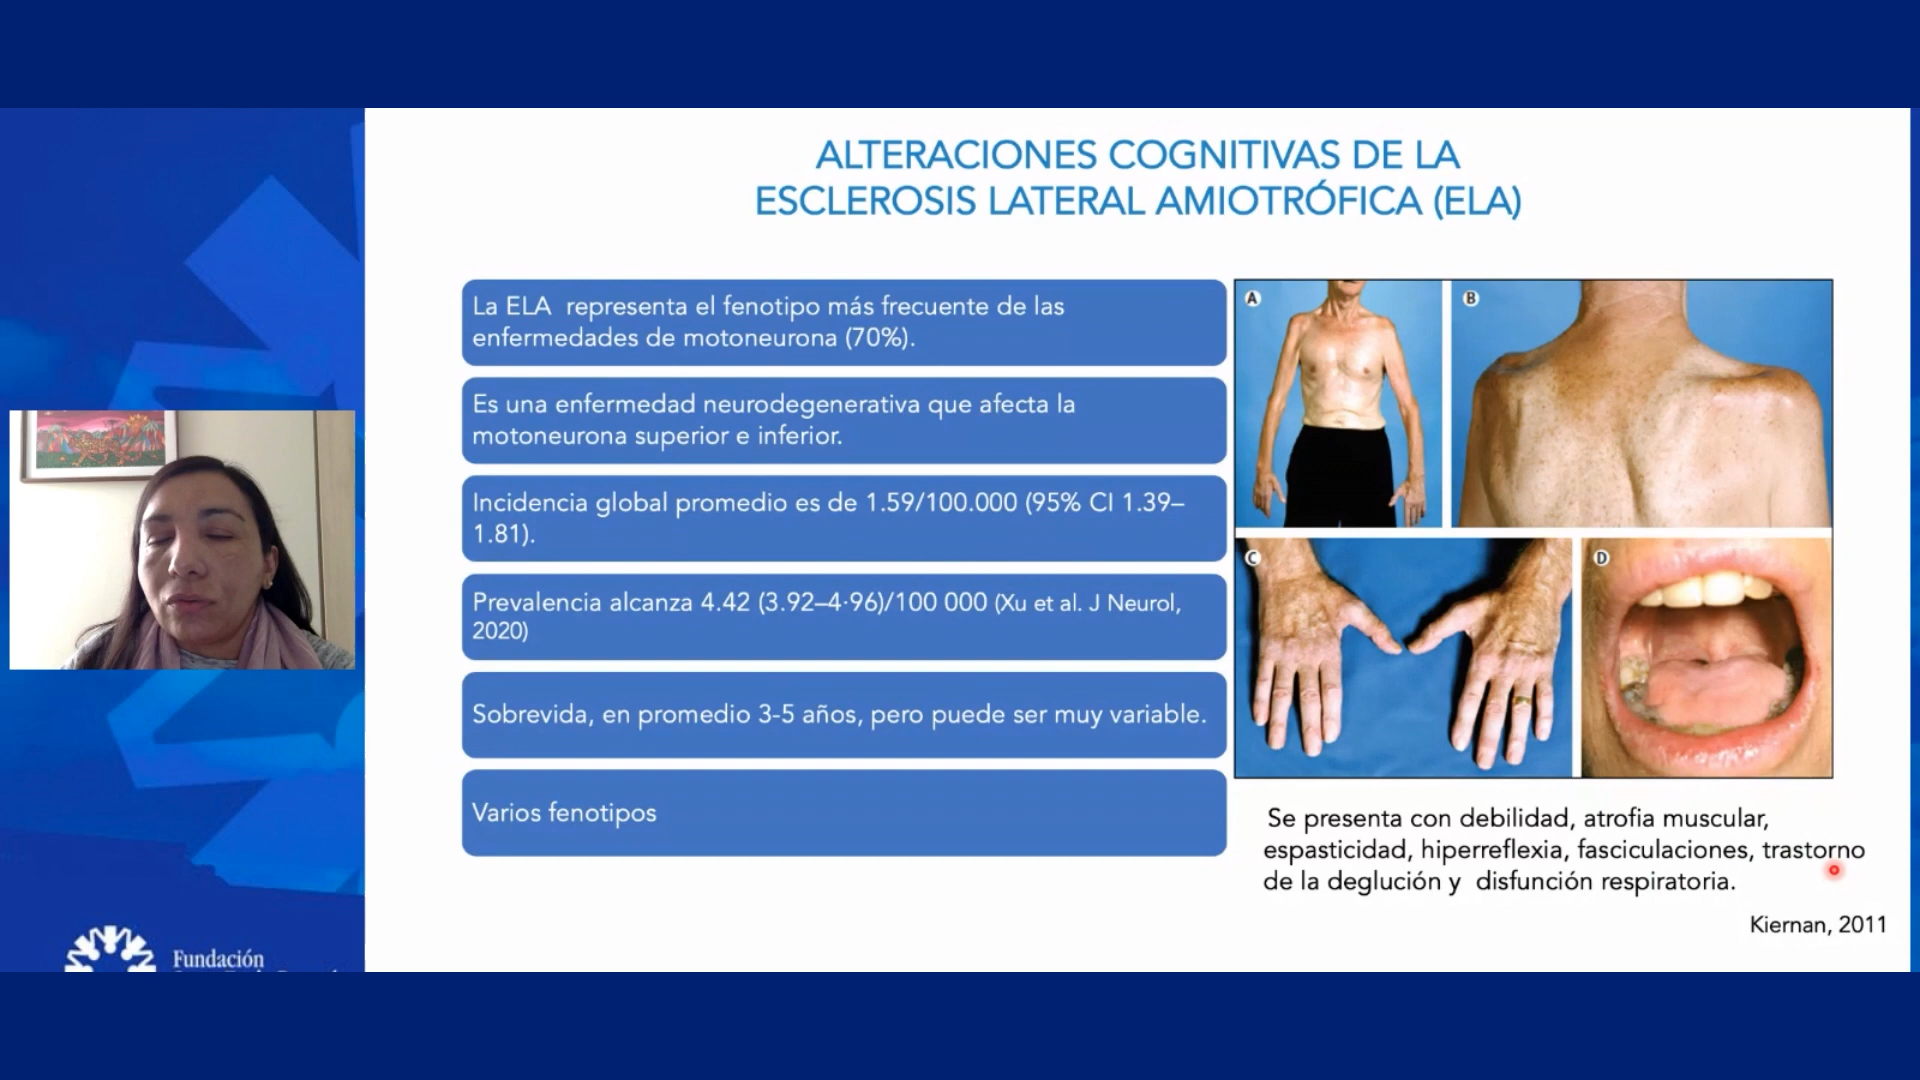 ALTERACIONES COGNITIVAS DE LA
ESCLEROSIS LATERAL AMIOTRÓFICA (ELA)
La ELA  representa el fenotipo más frecuente de las
enfermedades de motoneurona (70%).
Es una enfermedad neurodegenerativa que afecta la
motoneurona superior e inferior.
Incidencia global promedio es de 1.59/100.000 (95% CI 1.39–
1.81).
Prevalencia alcanza 4.42 (3.92–4·96)/100 000 (Xu et al. J Neurol,
2020)
Sobrevida, en promedio 3-5 años, pero puede ser muy variable.
Varios fenotipos
A
B
C
D
Se presenta con debilidad, atrofia muscular,
espasticidad, hiperreflexia, fasciculaciones, trastorno
de la deglución y  disfunción respiratoria.
Kiernan, 2011
Fundación